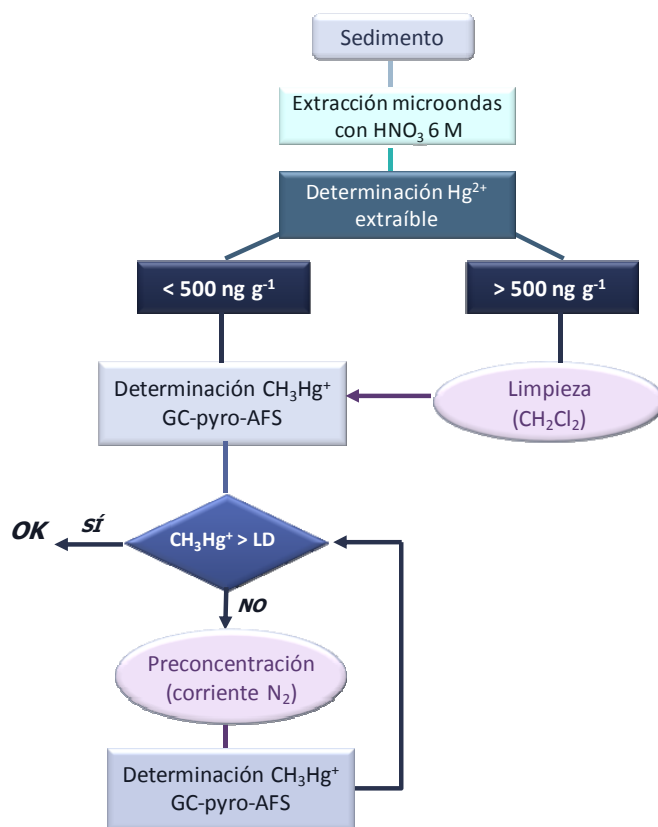 Sedimento
Extracción microondas
con HNO₃ 6 M
Determinación Hg²⁺
extraíble
< 500 ng g⁻¹
> 500 ng g⁻¹
Determinación CH₃Hg⁺
GC-pyro-AFS
Limpieza
(CH₂Cl₂)
OK
SÍ
CH₃Hg⁺ > LD
NO
Preconcentración
(corriente N₂)
Determinación CH₃Hg⁺
GC-pyro-AFS